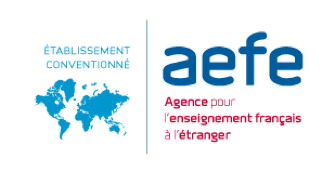 ÉTABLISSEMENT
CONVENTIONNÉ
aefe
Agence pour
l'enseignement français
à l'étranger